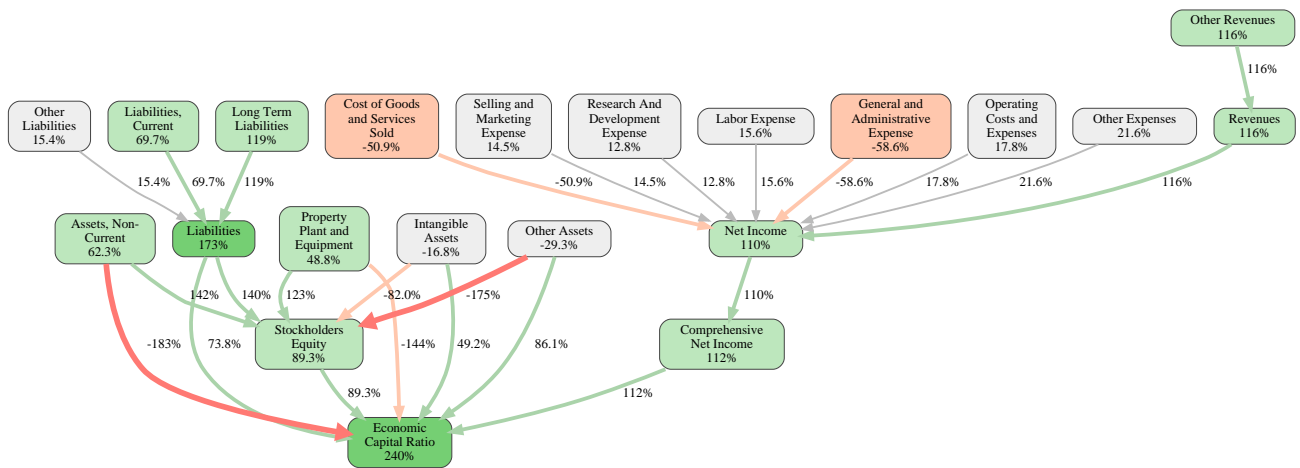 Other Revenues
116%
116%
Other
Liabilities
15.4%
Liabilities,
Current
69.7%
Long Term
Liabilities
119%
Cost of Goods
and Services
Sold
-50.9%
Selling and
Marketing
Expense
14.5%
Research And
Development
Expense
12.8%
Labor Expense
15.6%
General and
Administrative
Expense
-58.6%
Operating
Costs and
Expenses
17.8%
Other Expenses
21.6%
Revenues
116%
15.4%
69.7%
119%
-50.9%
14.5%
12.8%
15.6%
-58.6%
17.8%
21.6%
116%
Assets, Non-
Current
62.3%
Liabilities
173%
Property
Plant and
Equipment
48.8%
Intangible
Assets
-16.8%
Other Assets
-29.3%
Net Income
110%
142%
140%
123%
-82.0%
-175%
110%
Stockholders
Equity
89.3%
Comprehensive
Net Income
112%
-183%
73.8%
-144%
49.2%
86.1%
89.3%
112%
Economic
Capital Ratio
240%